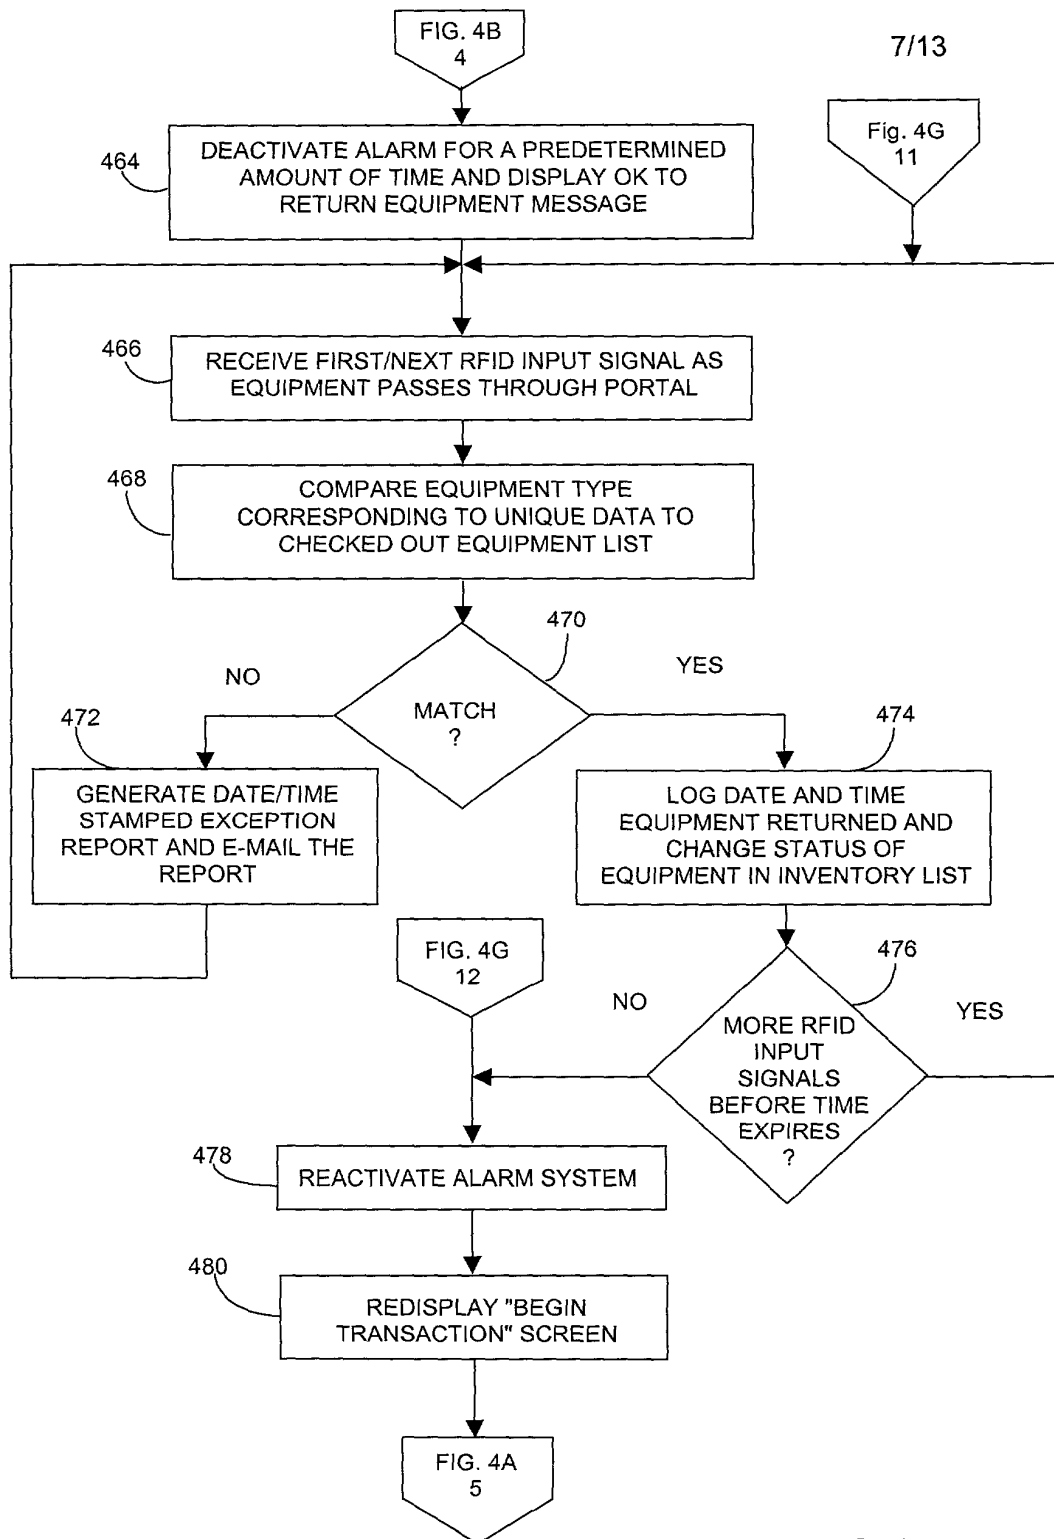 FIG. 4B
4
7/13
Fig. 4G
11
464
DEACTIVATE ALARM FOR A PREDETERMINED
AMOUNT OF TIME AND DISPLAY OK TO
RETURN EQUIPMENT MESSAGE
466
RECEIVE FIRST/NEXT RFID INPUT SIGNAL AS
EQUIPMENT PASSES THROUGH PORTAL
468
COMPARE EQUIPMENT TYPE
CORRESPONDING TO UNIQUE DATA TO
CHECKED OUT EQUIPMENT LIST
470
NO
YES
MATCH
?
472
GENERATE DATE/TIME
STAMPED EXCEPTION
REPORT AND E-MAIL THE
REPORT
474
LOG DATE AND TIME
EQUIPMENT RETURNED AND
CHANGE STATUS OF
EQUIPMENT IN INVENTORY LIST
FIG. 4G
12
476
NO
YES
MORE RFID
INPUT
SIGNALS
BEFORE TIME
EXPIRES
?
478
REACTIVATE ALARM SYSTEM
480
REDISPLAY "BEGIN
TRANSACTION" SCREEN
FIG. 4A
5